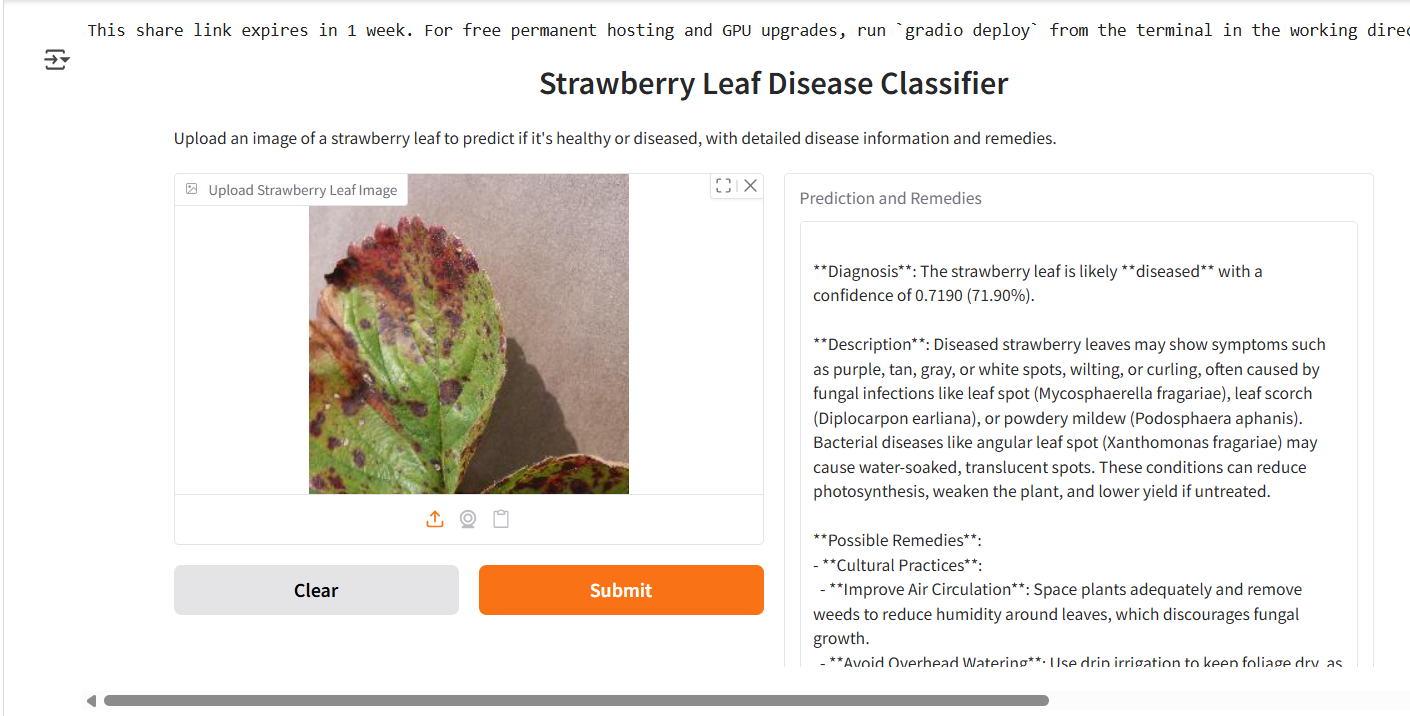 This share link expires in 1 week. For free permanent hosting and GPU upgrades, run `gradio deploy` from the terminal in the working direc
Strawberry Leaf Disease Classifier
Upload an image of a strawberry leaf to predict if it's healthy or diseased, with detailed disease information and remedies.
Upload Strawberry Leaf Image
Clear
Submit
Prediction and Remedies
**Diagnosis**: The strawberry leaf is likely **diseased** with a
confidence of 0.7190 (71.90%).
**Description**: Diseased strawberry leaves may show symptoms such
as purple, tan, gray, or white spots, wilting, or curling, often caused by
fungal infections like leaf spot (Mycosphaerella fragariae), leaf scorch
(Diplocarpon earliana), or powdery mildew (Podosphaera aphanis).
Bacterial diseases like angular leaf spot (Xanthomonas fragariae) may
cause water-soaked, translucent spots. These conditions can reduce
photosynthesis, weaken the plant, and lower yield if untreated.
**Possible Remedies**:
- **Cultural Practices**:
- **Improve Air Circulation**: Space plants adequately and remove
weeds to reduce humidity around leaves, which discourages fungal
growth.
- **Avoid Overhead Watering**: Use drip irrigation to keep foliage dry, as